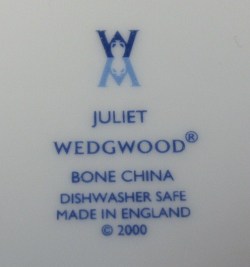 W
JULIET
WEDGWOOD®
BONE CHINA
DISHWASHER SAFE
MADE IN ENGLAND
© 2000